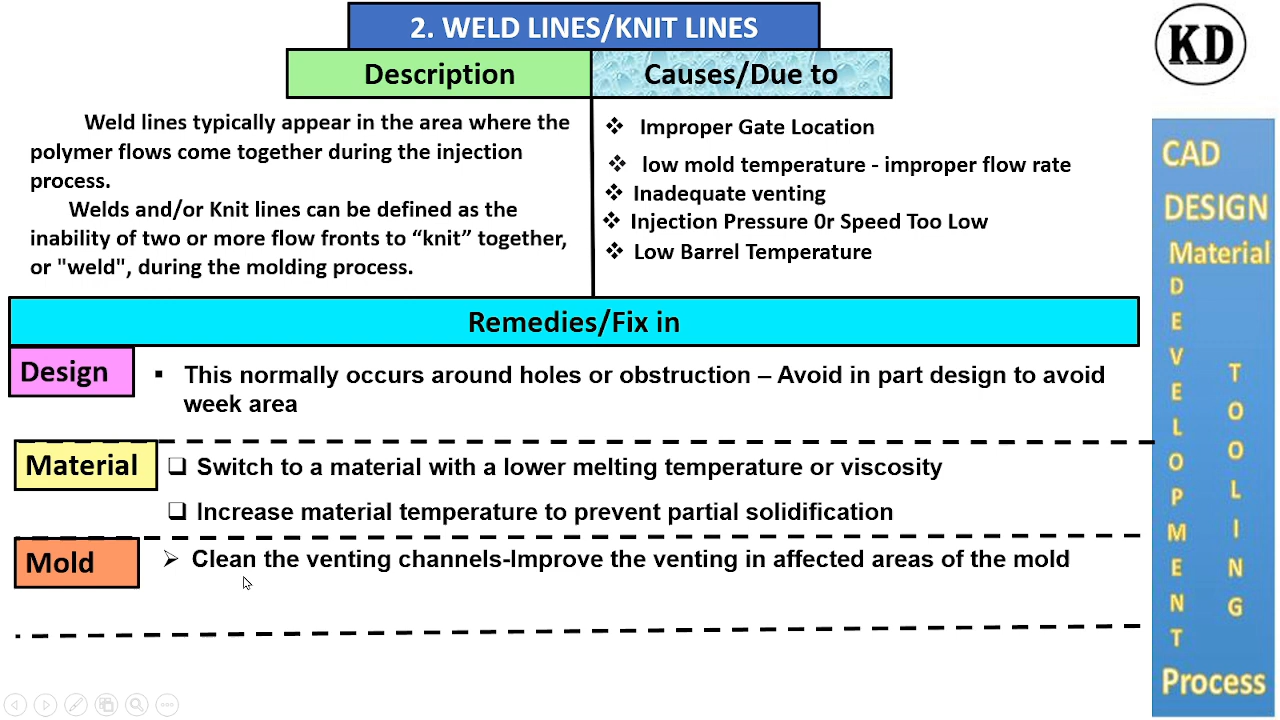 2. WELD LINES/KNIT LINES
Description
Causes/Due to
Weld lines typically appear in the area where the
polymer flows come together during the injection
process.
Welds and/or Knit lines can be defined as the
inability of two or more flow fronts to “knit” together,
or "weld", during the molding process.
❖ Improper Gate Location
❖ low mold temperature - improper flow rate
❖ Inadequate venting
❖ Injection Pressure 0r Speed Too Low
❖ Low Barrel Temperature
Remedies/Fix in
Design
▪ This normally occurs around holes or obstruction – Avoid in part design to avoid
week area
Material
❑ Switch to a material with a lower melting temperature or viscosity
❑ Increase material temperature to prevent partial solidification
Mold
➢ Clean the venting channels-Improve the venting in affected areas of the mold
KD
CAD
DESIGN
Material
DEVELOPMENT
TOOLING
Process